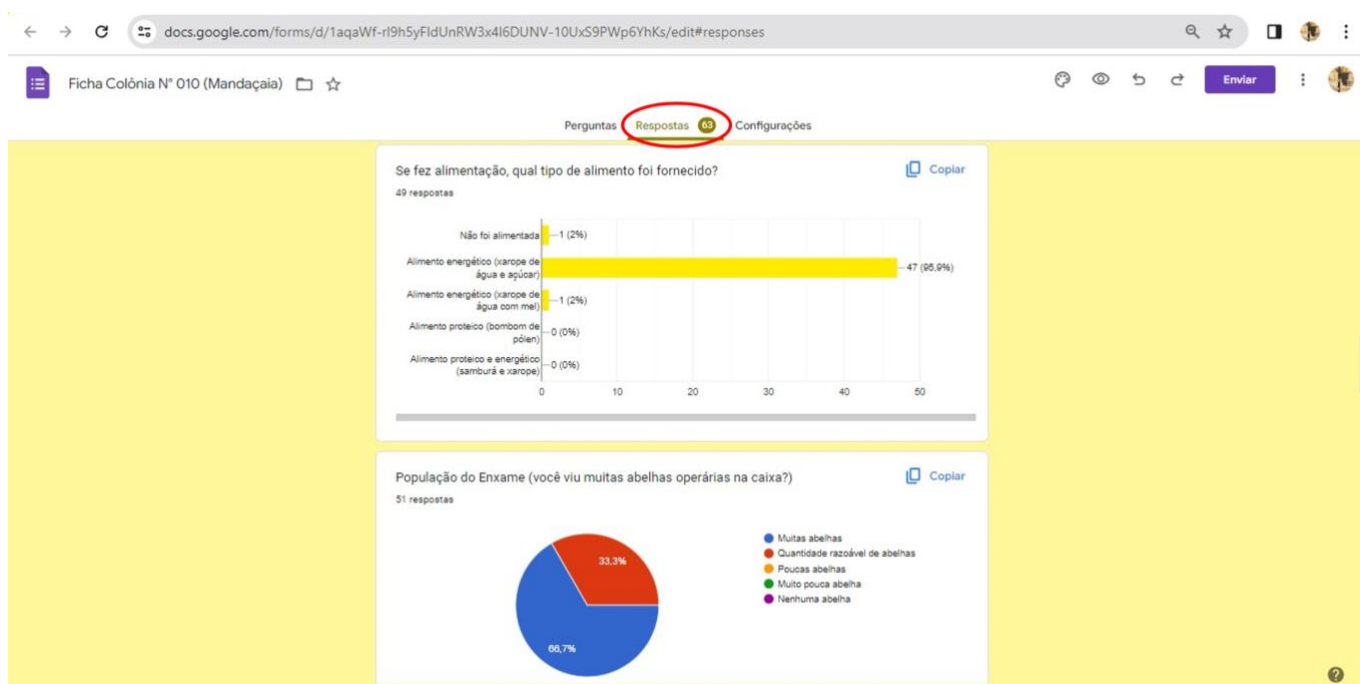 docs.google.com/forms/d/1aqaWf-rI9h5yFIdUnRW3x4I6DUNV-10UxS9PWp6YhKs/edit#responses
Ficha Colônia N° 010 (Mandaçaia)
Enviar
Perguntas Respostas 63 Configurações
Se fez alimentação, qual tipo de alimento foi fornecido?
Copiar
49 respostas
Não foi alimentada
1 (2%)
Alimento energético (xarope de
água e açúcar)
47 (95.9%)
Alimento energético (xarope de
água com mel)
1 (2%)
Alimento proteico (bombom de
pólen)
0 (0%)
Alimento proteico e energético
(samburá e xarope)
0 (0%)
0 10 20 30 40 50
População do Enxame (você viu muitas abelhas operárias na caixa?)
Copiar
51 respostas
33,3%
66,7%
Muitas abelhas
Quantidade razoável de abelhas
Poucas abelhas
Muito pouca abelha
Nenhuma abelha